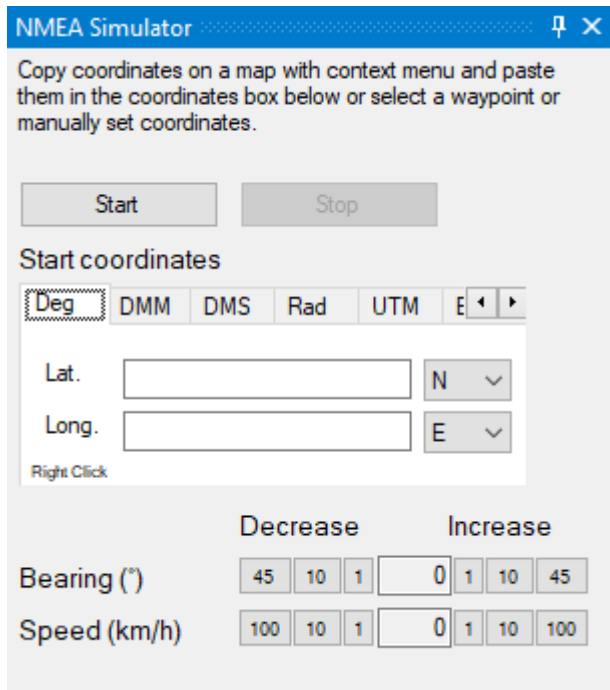 NMEA Simulator
Copy coordinates on a map with context menu and paste
them in the coordinates box below or select a waypoint or
manually set coordinates.
Start Stop
Start coordinates
Deg DMM DMS Rad UTM
Lat. N
Long. E
Right Click
Decrease Increase
Bearing (°) 45 10 1 0 1 10 45
Speed (km/h) 100 10 1 0 1 10 100